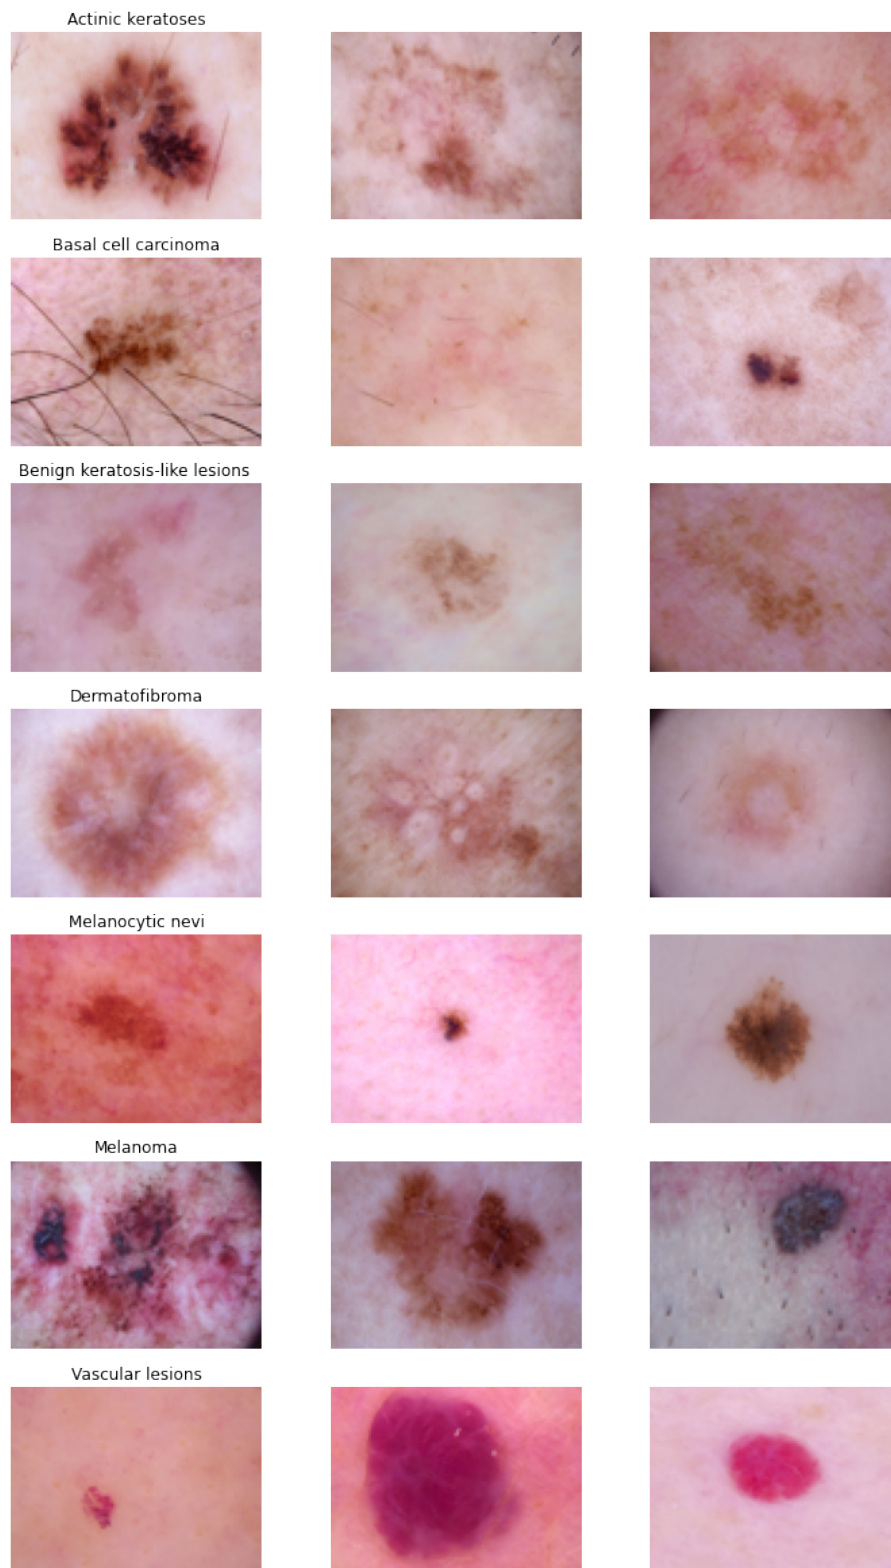 Actinic keratoses
Basal cell carcinoma
Benign keratosis-like lesions
Dermatofibroma
Melanocytic nevi
Melanoma
Vascular lesions